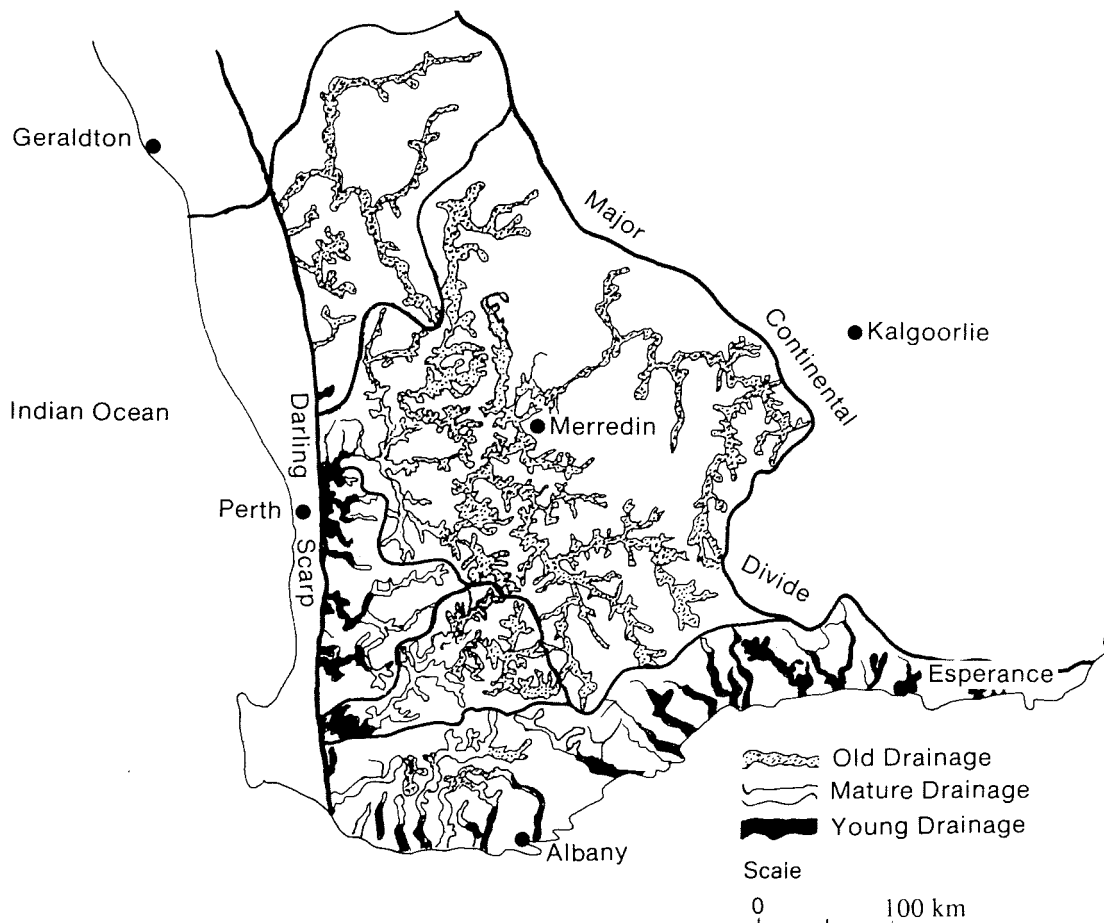 Geraldton
Major
Continental
Kalgoorlie
Indian Ocean
Darling
Merredin
Perth
Scarp
Divide
Esperance
Old Drainage
Mature Drainage
Young Drainage
Albany
Scaie
0 100 km